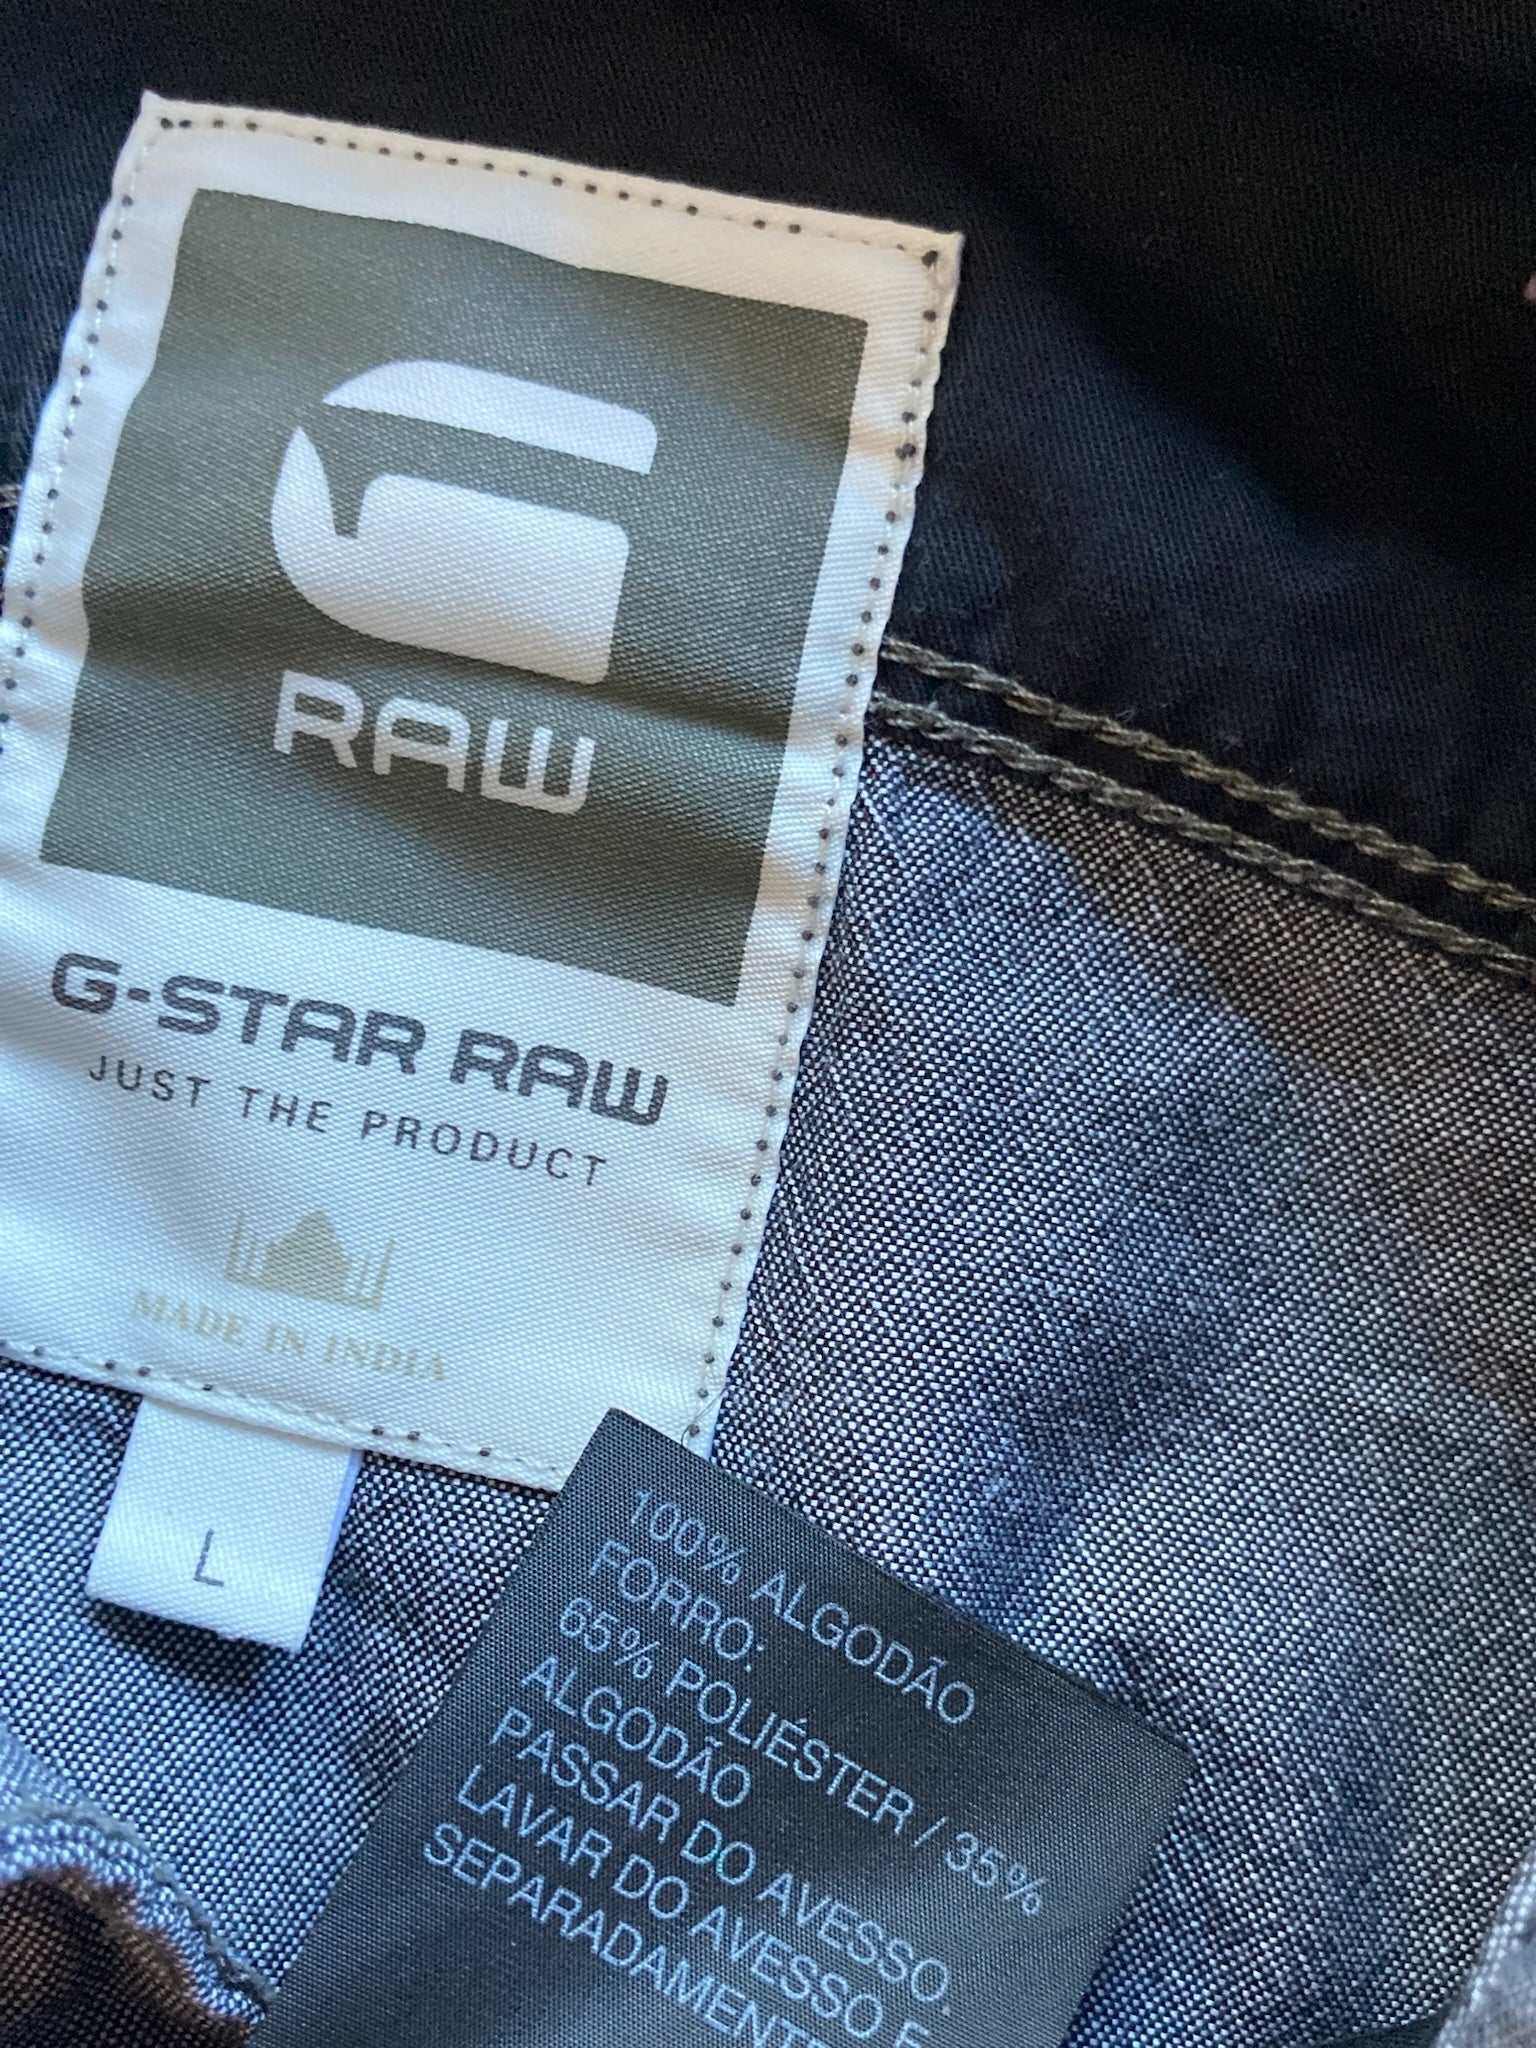 RAW
G-STAR RAW
JUST THE PRODUCT
MADE IN INDIA
L
100% ALGODÃO
FORRO:
65% POLIÉSTER / 35%
ALGODÃO
PASSAR DO AVESSO.
LAVAR DO AVESSO E
SEPARADAMENTE